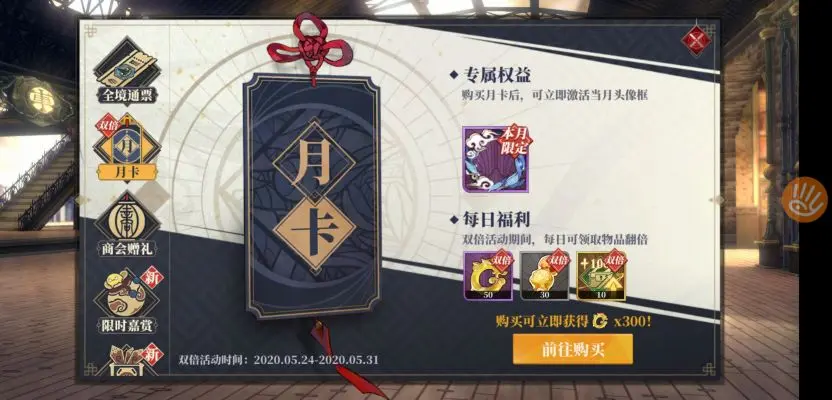 全境通票
双倍
月卡
商会赠礼
新
限时嘉赏
新
月
卡
双倍活动时间：2020.05.24-2020.05.31
专属权益
购买月卡后，可立即激活当月头像框
本月
限定
每日福利
双倍活动期间，每日可领取物品翻倍
双倍
50
双倍
30
+10
双倍
10
购买可立即获得 x300！
前往购买